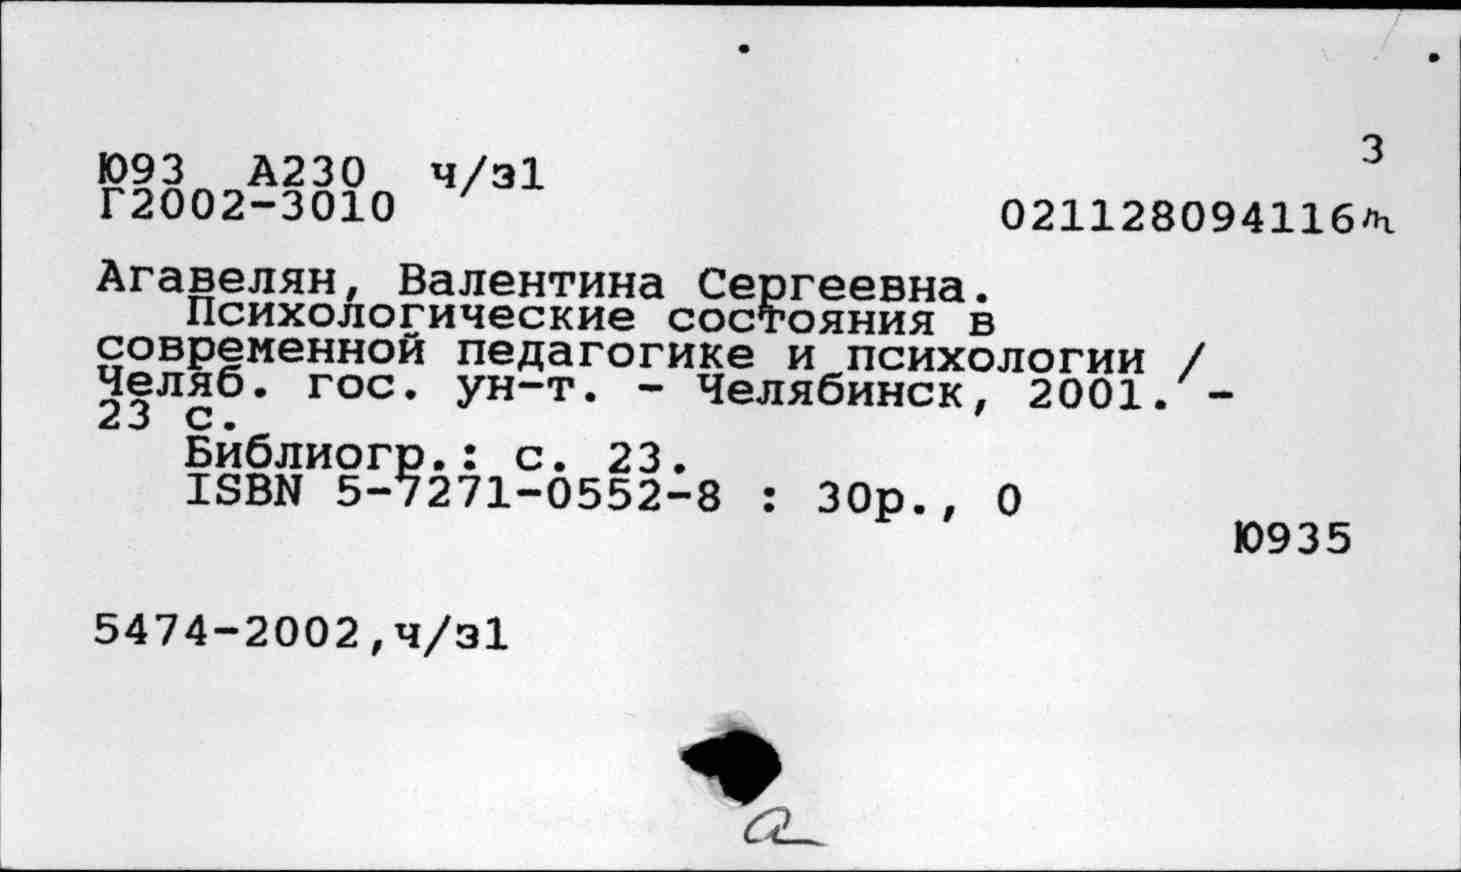 3
Ю93 А230 ч/з1
Г2002-3010
021128094116
Агавелян, Валентина Сергеевна.
Психологические состояния в
современной педагогике и психологии /
Челяб. гос. ун-т. - Челябинск, 2001. -
23 с.
Библиогр.: с. 23.
ISBN 5-7271-0552-8 : 30р., 0
Ю935
5474-2002,ч/з1
а